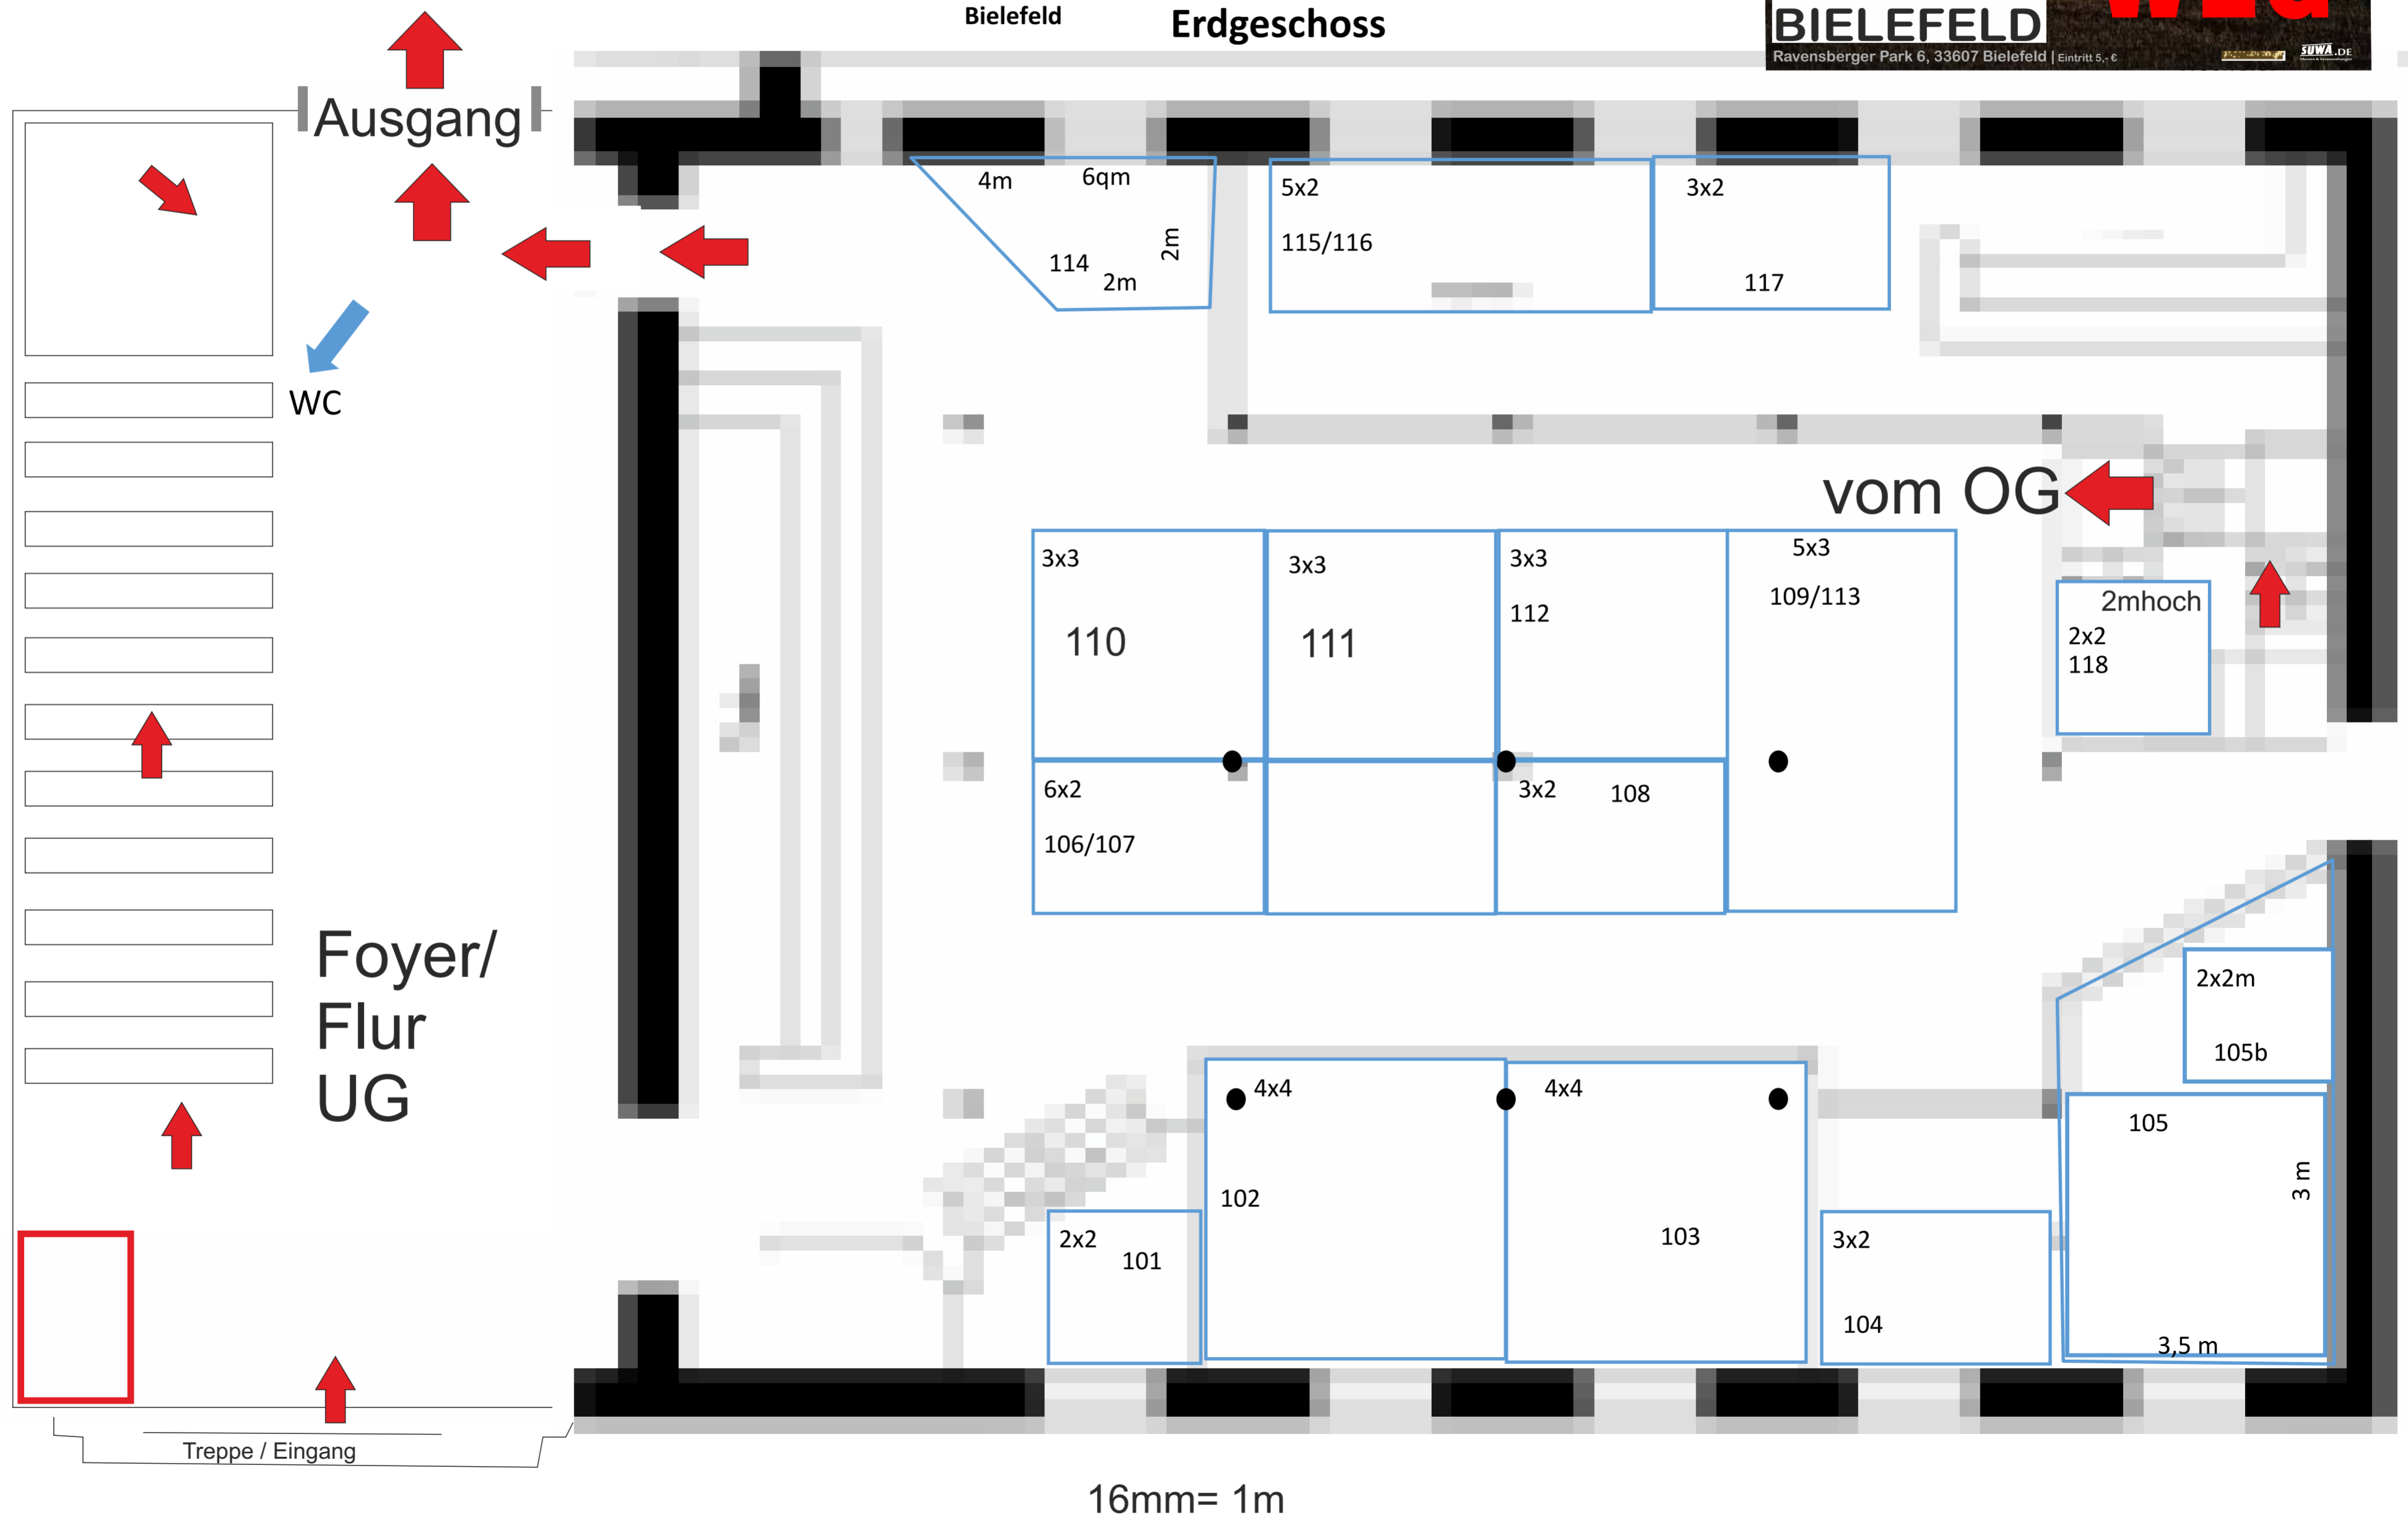 Bielefeld
Erdgeschoss
BIELEFELD
Ravensberger Park 6, 33607 Bielefeld | Eintritt 5,- €
SUWA.DE
Ausgang
4m
6qm
2m
114
2m
5x2
115/116
3x2
117
WC
vom OG
3x3
110
3x3
111
3x3
112
5x3
109/113
2mhoch
2x2
118
6x2
106/107
3x2
108
Foyer/
Flur
UG
2x2m
105b
4x4
102
4x4
103
105
3 m
3,5 m
2x2
101
3x2
104
Treppe / Eingang
16mm= 1m